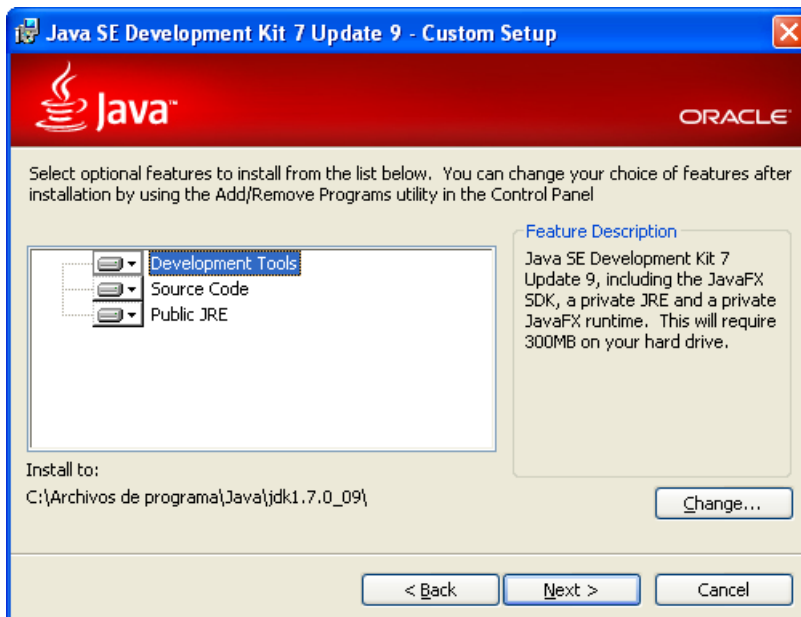 Java SE Development Kit 7 Update 9 - Custom Setup
Java™
ORACLE
Select optional features to install from the list below. You can change your choice of features after
installation by using the Add/Remove Programs utility in the Control Panel
Development Tools
Source Code
Public JRE
Feature Description
Java SE Development Kit 7
Update 9, including the JavaFX
SDK, a private JRE and a private
JavaFX runtime. This will require
300MB on your hard drive.
Install to:
C:\Archivos de programa\Java\jdk1.7.0_09\
Change...
< Back
Next >
Cancel